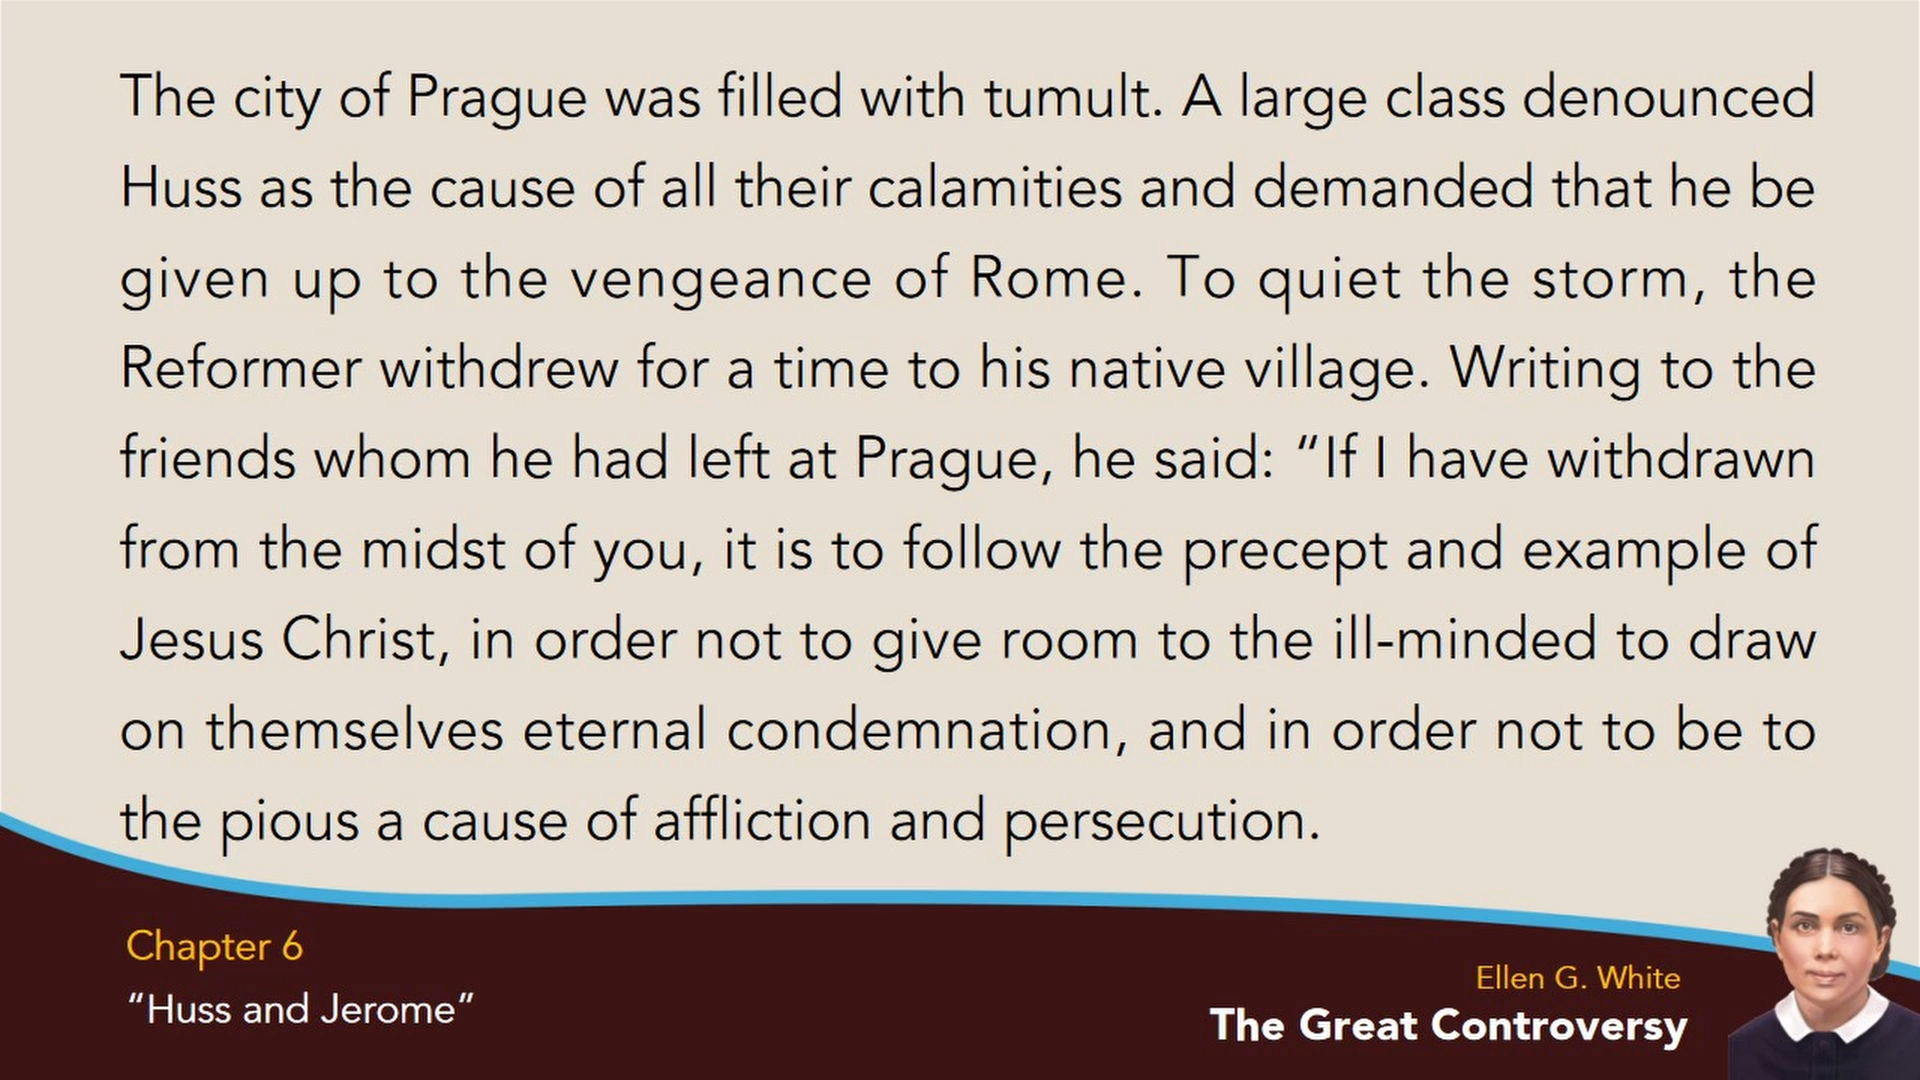 The city of Prague was filled with tumult. A large class denounced
Huss as the cause of all their calamities and demanded that he be
given up to the vengeance of Rome. To quiet the storm, the
Reformer withdrew for a time to his native village. Writing to the
friends whom he had left at Prague, he said: “If I have withdrawn
from the midst of you, it is to follow the precept and example of
Jesus Christ, in order not to give room to the ill-minded to draw
on themselves eternal condemnation, and in order not to be to
the pious a cause of affliction and persecution.
Chapter 6
“Huss and Jerome”
Ellen G. White
The Great Controversy